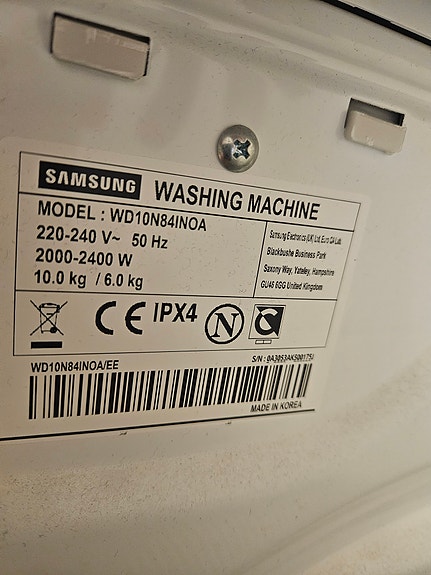 SAMSUNG WASHING MACHINE
MODEL : WD10N84INOA
220-240 V~ 50 Hz
2000-2400 W
10.0 kg / 6.0 kg
Samsung Electronics (UK) Ltd, Euro QA Lab.
Blackbushe Business Park
Saxony Way, Yateley, Hampshire
GU46 6GG United Kingdom
CE IPX4 N
WD10N84INOA/EE
MADE IN KOREA